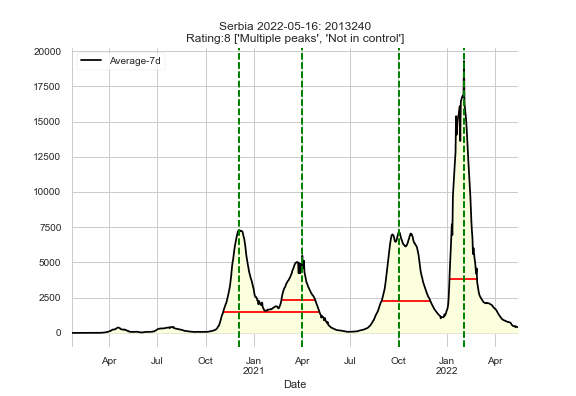 Serbia 2022-05-16: 2013240
Rating:8 ['Multiple peaks', 'Not in control']
Average-7d
20000
17500
15000
12500
10000
7500
5000
2500
0
Apr Jul Oct Jan Apr Jul Oct Jan Apr
2021 2022
Date